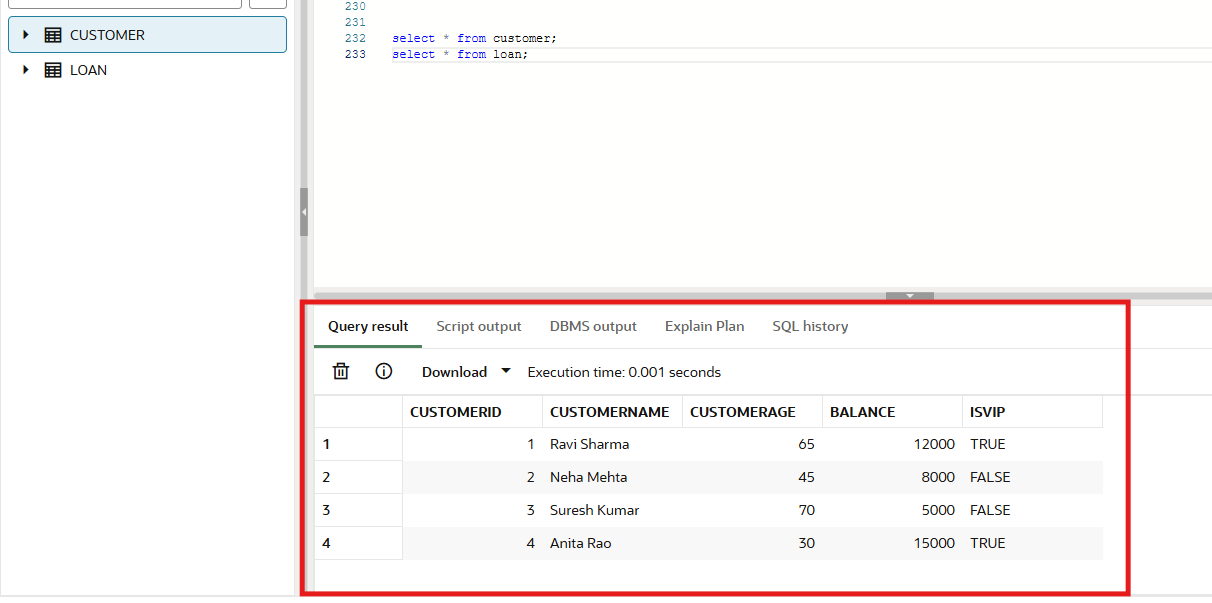 CUSTOMER
LOAN
230
231
232 select * from customer;
233 select * from loan;
Query result Script output DBMS output Explain Plan SQL history
Download Execution time: 0.001 seconds
CUSTOMERID CUSTOMERNAME CUSTOMERAGE BALANCE ISVIP
1 1 Ravi Sharma 65 12000 TRUE
2 2 Neha Mehta 45 8000 FALSE
3 3 Suresh Kumar 70 5000 FALSE
4 4 Anita Rao 30 15000 TRUE